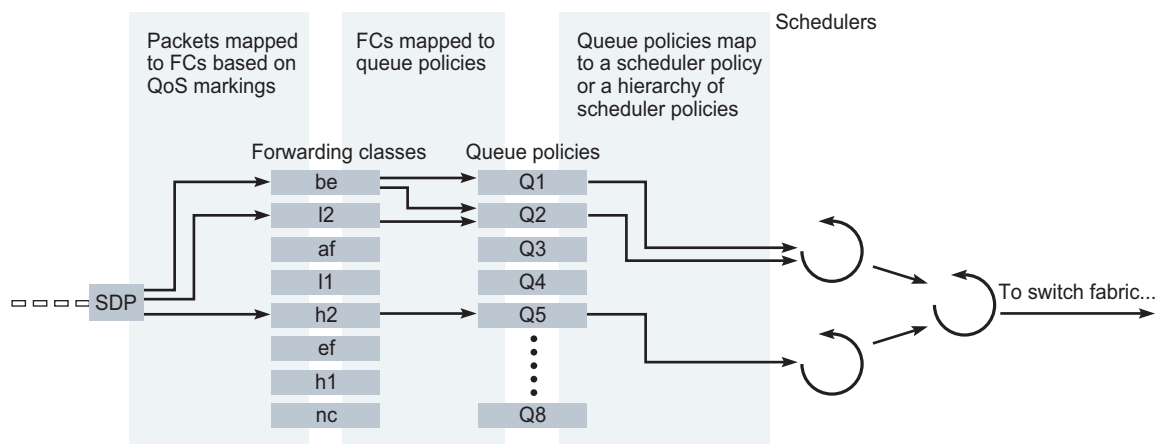 Schedulers
Packets mapped
to FCs based on
QoS markings
FCs mapped to
queue policies
Queue policies map
to a scheduler policy
or a hierarchy of
scheduler policies
Forwarding classes
Queue policies
be
Q1
l2
Q2
af
Q3
l1
Q4
SDP
h2
Q5
To switch fabric...
ef
h1
nc
Q8